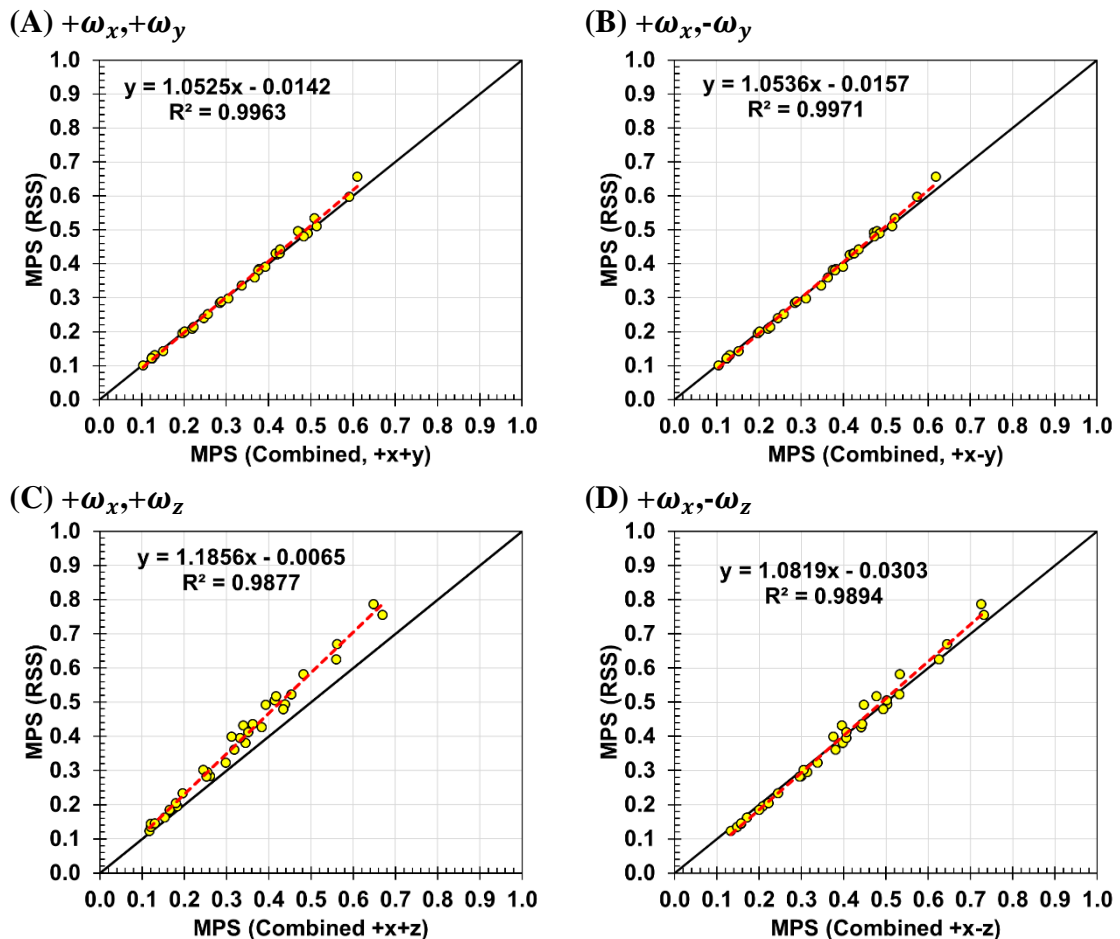 (A) +ωx,+ωy
(B) +ωx,-ωy
y = 1.0525x - 0.0142
R² = 0.9963
1.0
0.9
0.8
0.7
0.6
0.5
0.4
0.3
0.2
0.1
0.0
MPS (RSS)
0.0 0.1 0.2 0.3 0.4 0.5 0.6 0.7 0.8 0.9 1.0
MPS (Combined, +x+y)
y = 1.0536x - 0.0157
R² = 0.9971
1.0
0.9
0.8
0.7
0.6
0.5
0.4
0.3
0.2
0.1
0.0
MPS (RSS)
0.0 0.1 0.2 0.3 0.4 0.5 0.6 0.7 0.8 0.9 1.0
MPS (Combined, +x-y)
(C) +ωx,+ωz
(D) +ωx,-ωz
y = 1.1856x - 0.0065
R² = 0.9877
1.0
0.9
0.8
0.7
0.6
0.5
0.4
0.3
0.2
0.1
0.0
MPS (RSS)
0.0 0.1 0.2 0.3 0.4 0.5 0.6 0.7 0.8 0.9 1.0
MPS (Combined +x+z)
y = 1.0819x - 0.0303
R² = 0.9894
1.0
0.9
0.8
0.7
0.6
0.5
0.4
0.3
0.2
0.1
0.0
MPS (RSS)
0.0 0.1 0.2 0.3 0.4 0.5 0.6 0.7 0.8 0.9 1.0
MPS (Combined +x-z)